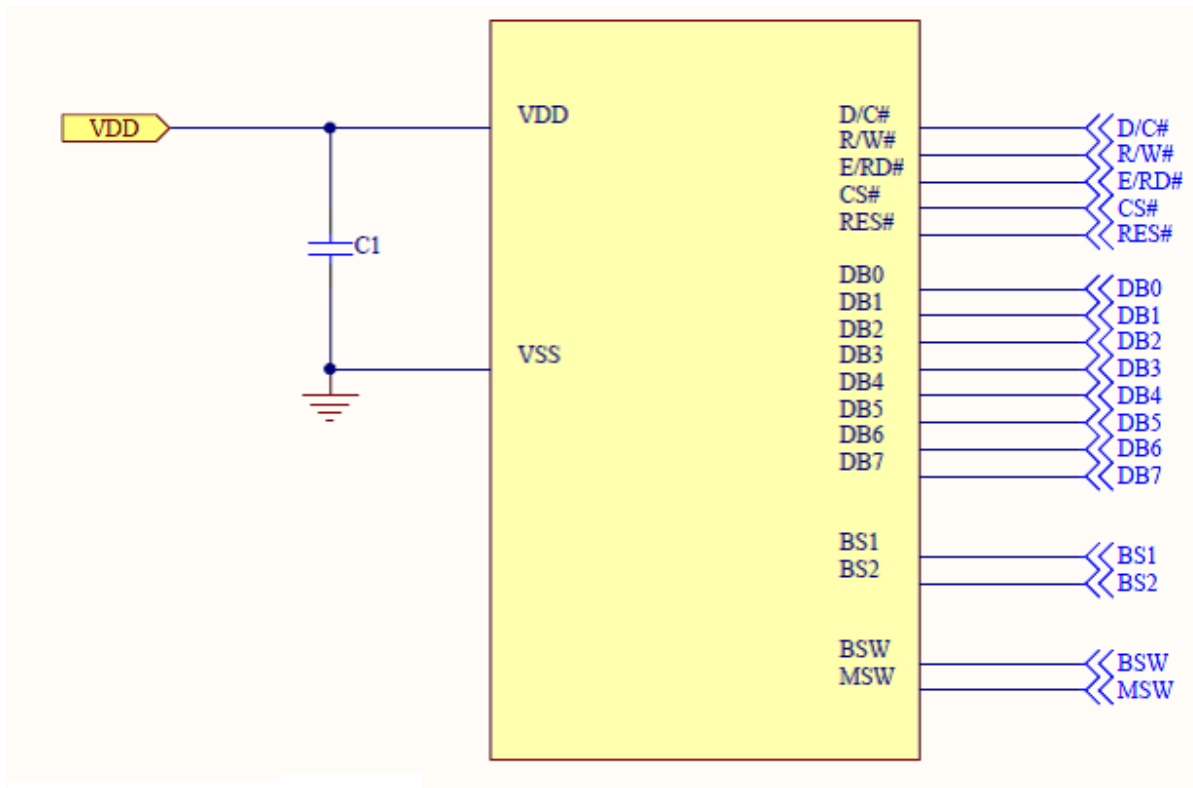 VDD
C1
VDD
VSS
D/C#
R/W#
E/RD#
CS#
RES#
DB0
DB1
DB2
DB3
DB4
DB5
DB6
DB7
BS1
BS2
BSW
MSW
D/C#
R/W#
E/RD#
CS#
RES#
DB0
DB1
DB2
DB3
DB4
DB5
DB6
DB7
BS1
BS2
BSW
MSW